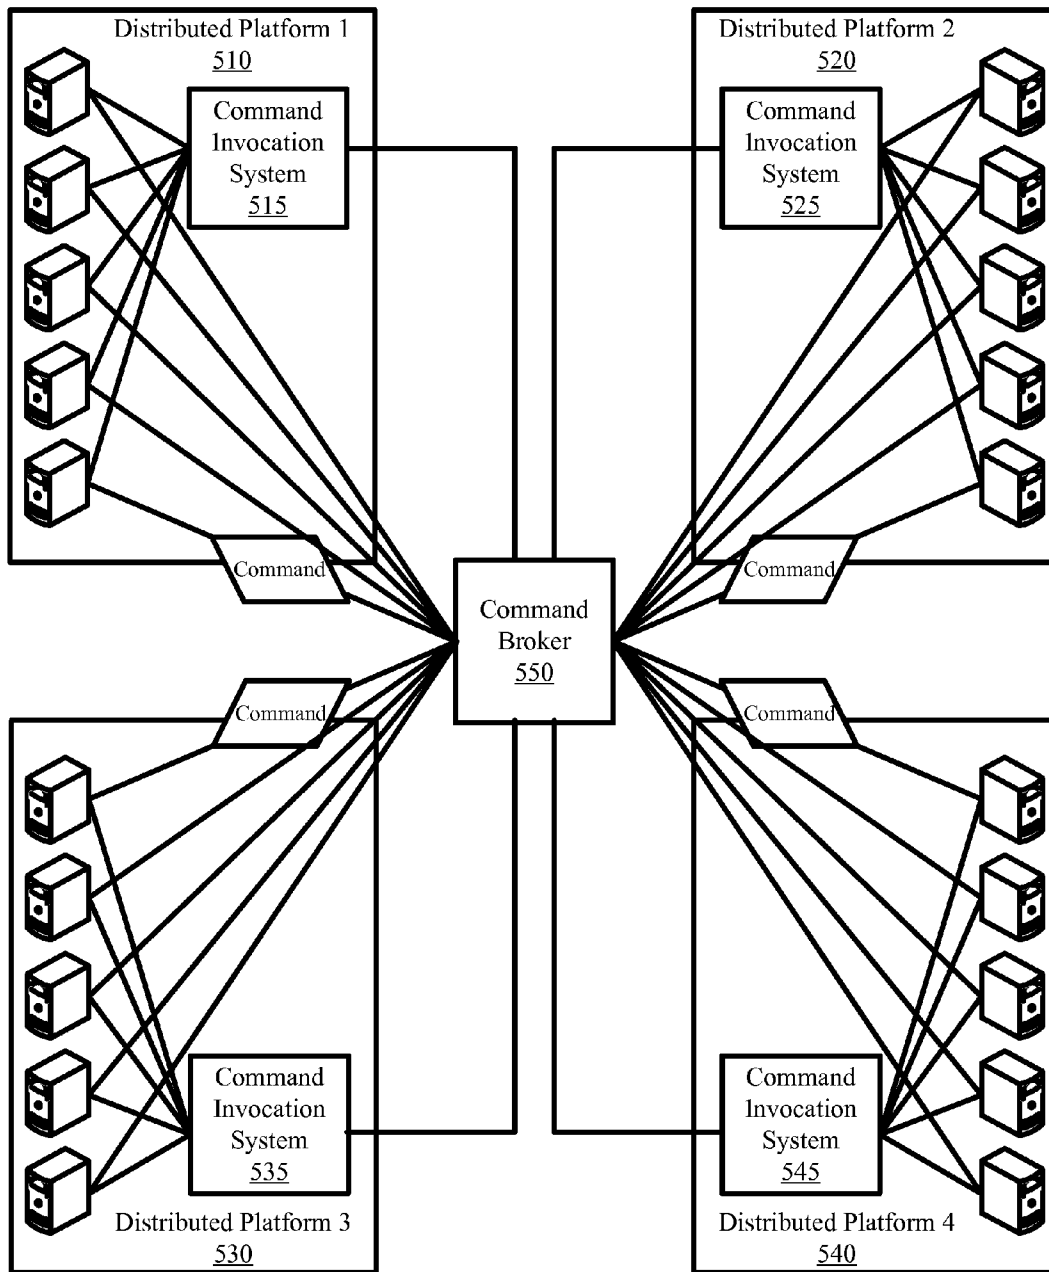 Distributed Platform 1
510
Command
Invocation
System
515
Distributed Platform 2
520
Command
Invocation
System
525
Command
Command
Command
Broker
550
Command
Command
Command
Invocation
System
535
Distributed Platform 3
530
Command
Invocation
System
545
Distributed Platform 4
540